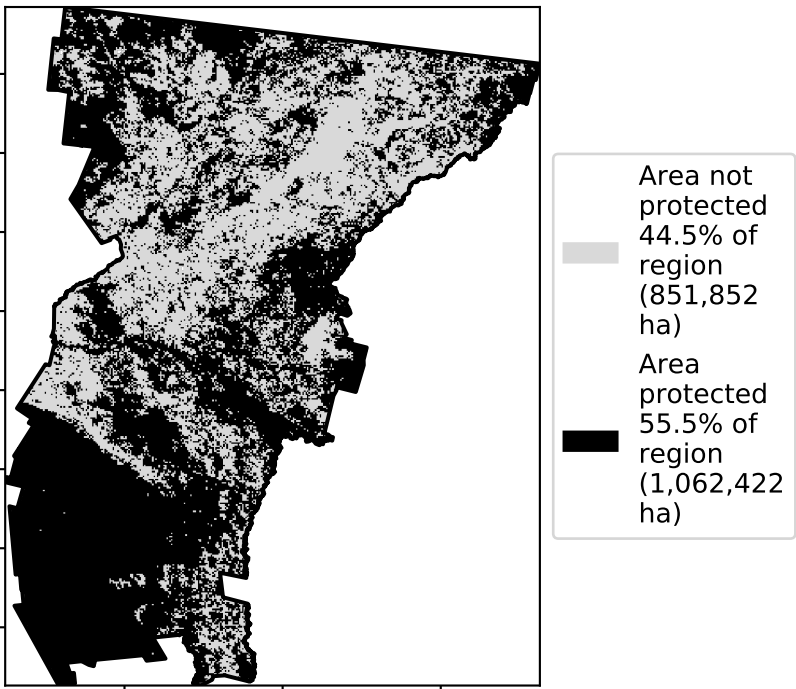 Area not
protected
44.5% of
region
(851,852
ha)
Area
protected
55.5% of
region
(1,062,422
ha)